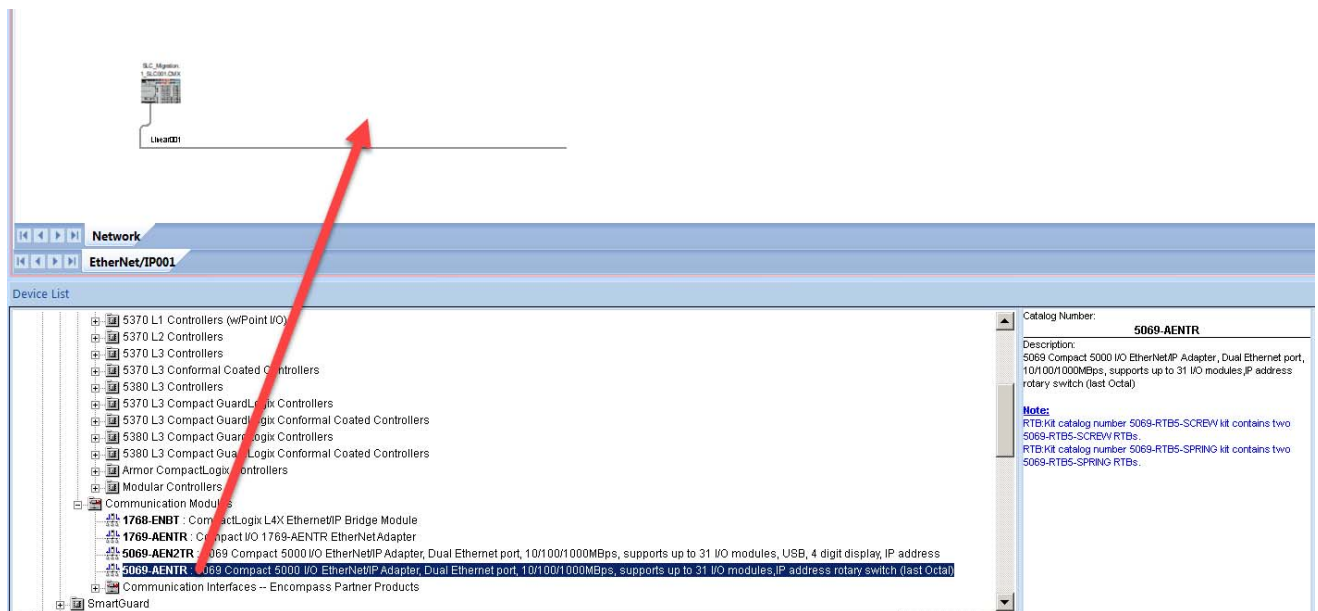 SLC_Migration
1_SLC001.CMX
Linear001
Network
EtherNet/IP001
Device List
5370 L1 Controllers (w/Point I/O)
5370 L2 Controllers
5370 L3 Controllers
5370 L3 Conformal Coated Controllers
5380 L3 Controllers
5370 L3 Compact GuardLogix Controllers
5370 L3 Compact GuardLogix Conformal Coated Controllers
5380 L3 Compact GuardLogix Controllers
5380 L3 Compact GuardLogix Conformal Coated Controllers
Armor CompactLogix Controllers
Modular Controllers
Communication Modules
1768-ENBT : CompactLogix L4X Ethernet/IP Bridge Module
1769-AENTR : Compact I/O 1769-AENTR EtherNet Adapter
5069-AEN2TR : 5069 Compact 5000 I/O EtherNet/IP Adapter, Dual Ethernet port, 10/100/1000MBps, supports up to 31 I/O modules, USB, 4 digit display, IP address
5069-AENTR : 5069 Compact 5000 I/O EtherNet/IP Adapter, Dual Ethernet port, 10/100/1000MBps, supports up to 31 I/O modules,IP address rotary switch (last Octal)
Communication Interfaces -- Encompass Partner Products
SmartGuard
Catalog Number:
5069-AENTR
Description:
5069 Compact 5000 I/O EtherNet/IP Adapter, Dual Ethernet port,
10/100/1000MBps, supports up to 31 I/O modules,IP address
rotary switch (last Octal)
Note:
RTB:Kit catalog number 5069-RTB5-SCREW kit contains two
5069-RTB5-SCREW RTBs.
RTB:Kit catalog number 5069-RTB5-SPRING kit contains two
5069-RTB5-SPRING RTBs.